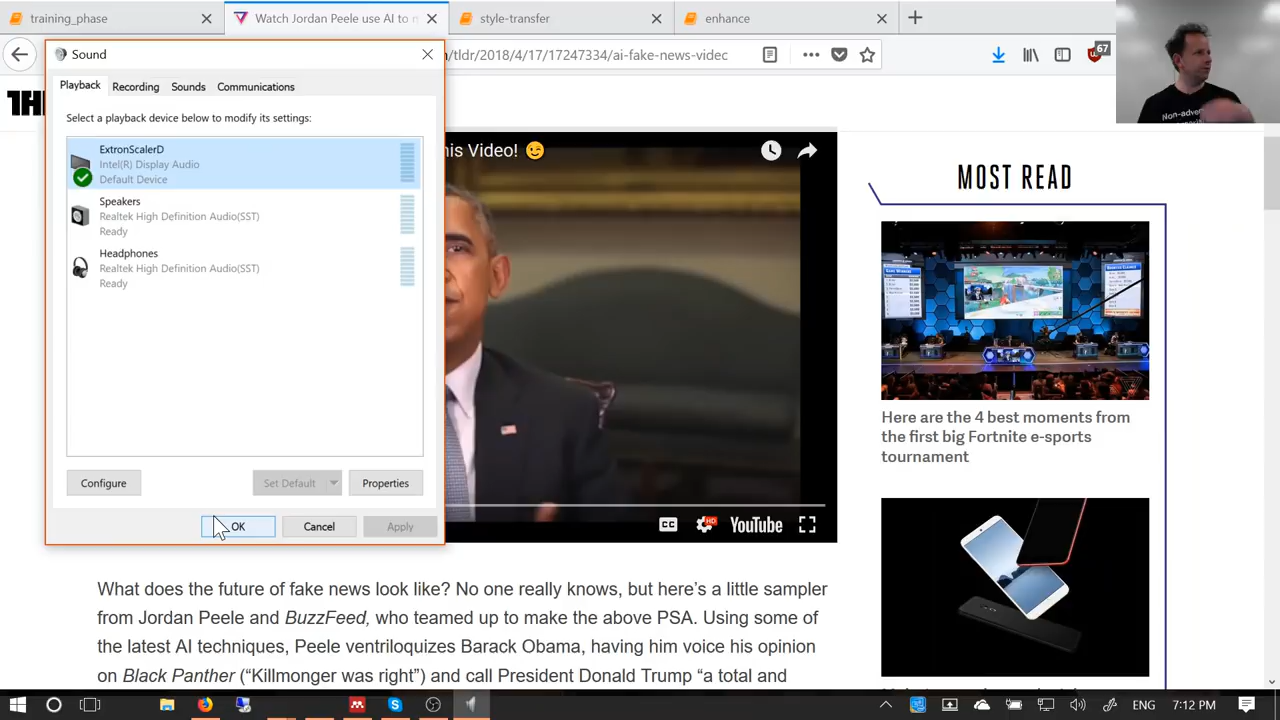 training_phase
Watch Jordan Peele use AI to m
style-transfer
enhance
/tldr/2018/4/17/17247334/ai-fake-news-video
67
Sound
Playback
Recording
Sounds
Communications
Select a playback device below to modify its settings:
ExtronScalerD
Intel(R) Display Audio
Default Device
Speakers
Realtek High Definition Audio(SST)
Ready
Headphones
Realtek High Definition Audio(SST)
Ready
Configure
Set Default
Properties
OK
Cancel
Apply
TH
his Video! 😉
CC
HD
YouTube
Non-adver
MOST READ
Here are the 4 best moments from
the first big Fortnite e-sports
tournament
What does the future of fake news look like? No one really knows, but here's a little sampler
from Jordan Peele and BuzzFeed, who teamed up to make the above PSA. Using some of
the latest AI techniques, Peele ventriloquizes Barack Obama, having him voice his opinion
on Black Panther (“Killmonger was right”) and call President Donald Trump “a total and
ENG
7:12 PM